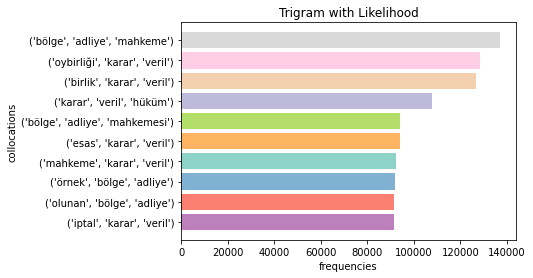 Trigram with Likelihood
('bölge', 'adliye', 'mahkeme')
('oybirliği', 'karar', 'veril')
('birlik', 'karar', 'veril')
('karar', 'veril', 'hüküm')
('bölge', 'adliye', 'mahkemesi')
('esas', 'karar', 'veril')
('mahkeme', 'karar', 'veril')
('örnek', 'bölge', 'adliye')
('olunan', 'bölge', 'adliye')
('iptal', 'karar', 'veril')
collocations
0 20000 40000 60000 80000 100000 120000 140000
frequencies